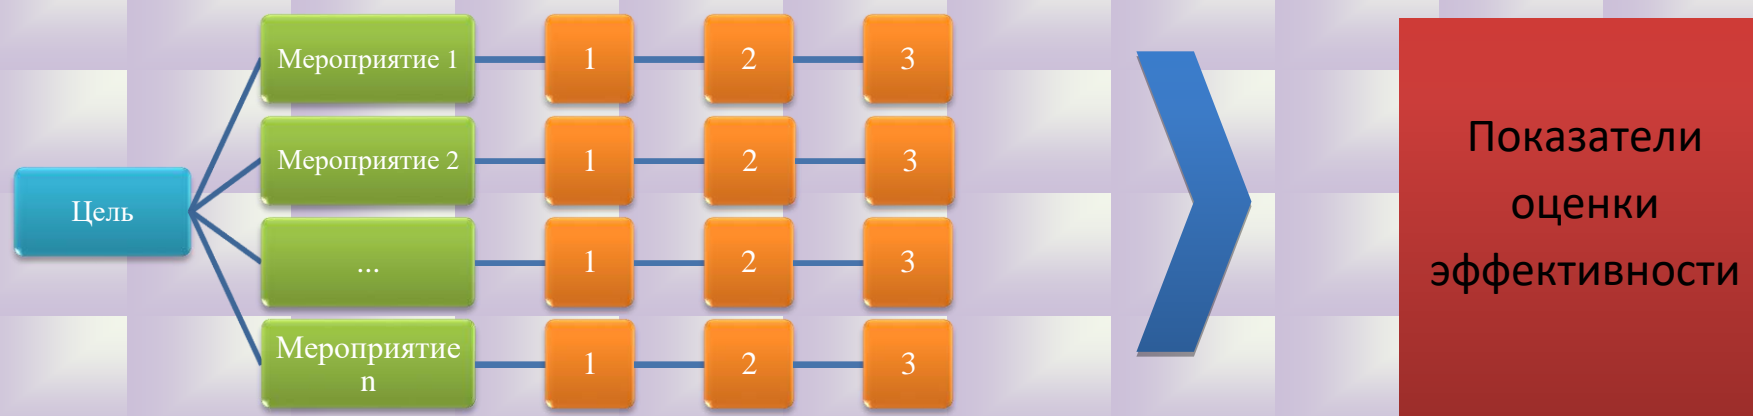 Цель
Мероприятие 1
1
2
3
Мероприятие 2
1
2
3
...
1
2
3
Мероприятие
n
1
2
3
Показатели
оценки
эффективности